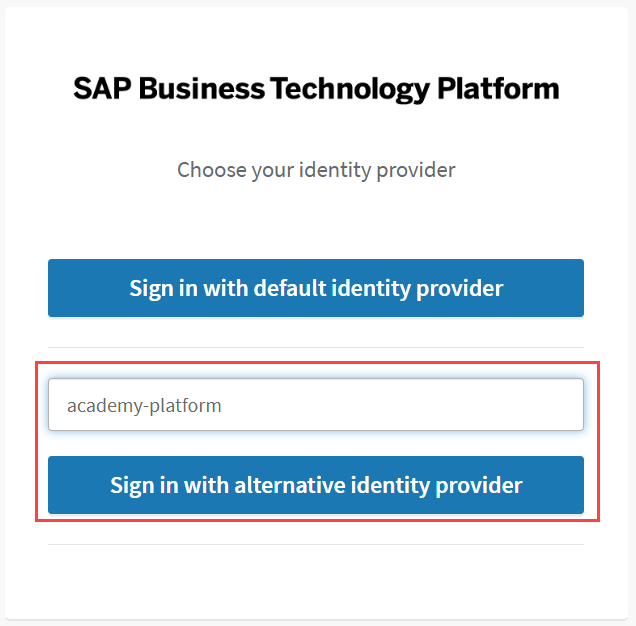 SAP Business Technology Platform
Choose your identity provider
Sign in with default identity provider
academy-platform
Sign in with alternative identity provider